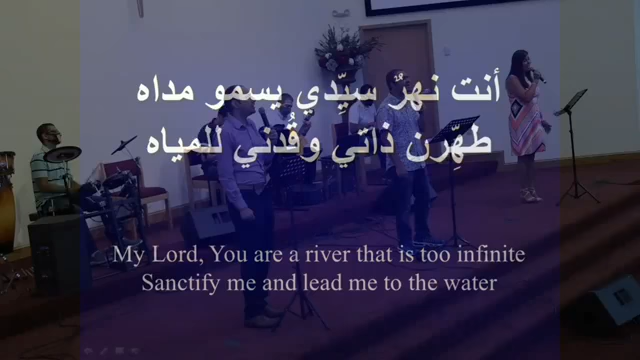 أنت نهرٌ سيِّدي يسمو مداه
طهِّرن ذاتي وقُدني للمياه
My Lord, You are a river that is too infinite
Sanctify me and lead me to the water